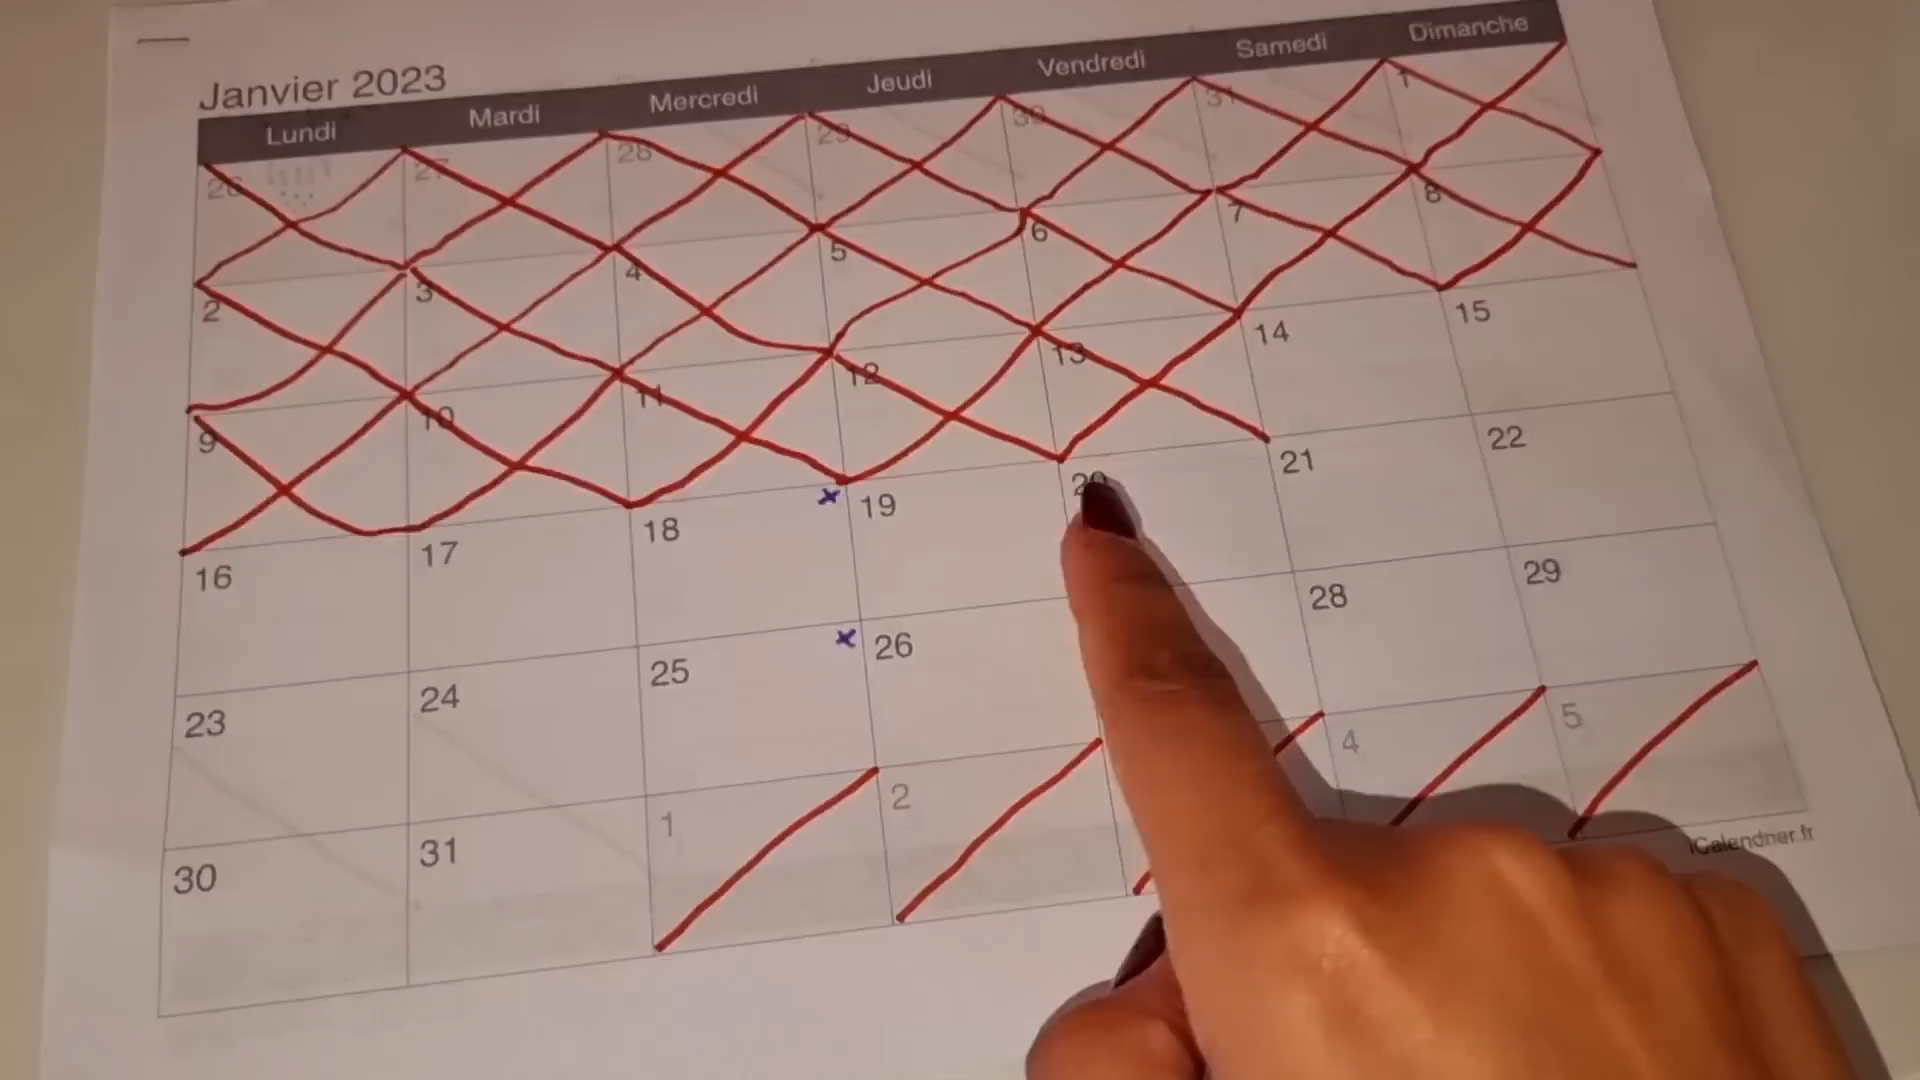 Janvier 2023
Lundi Mardi Mercredi Jeudi Vendredi Samedi Dimanche
26 27 28 29 30 31 1
2 3 4 5 6 7 8
9 10 11 12 13 14 15
16 17 18 19 20 21 22
23 24 25 26 28 29
30 31 1 2 4 5
iCalendrier.fr